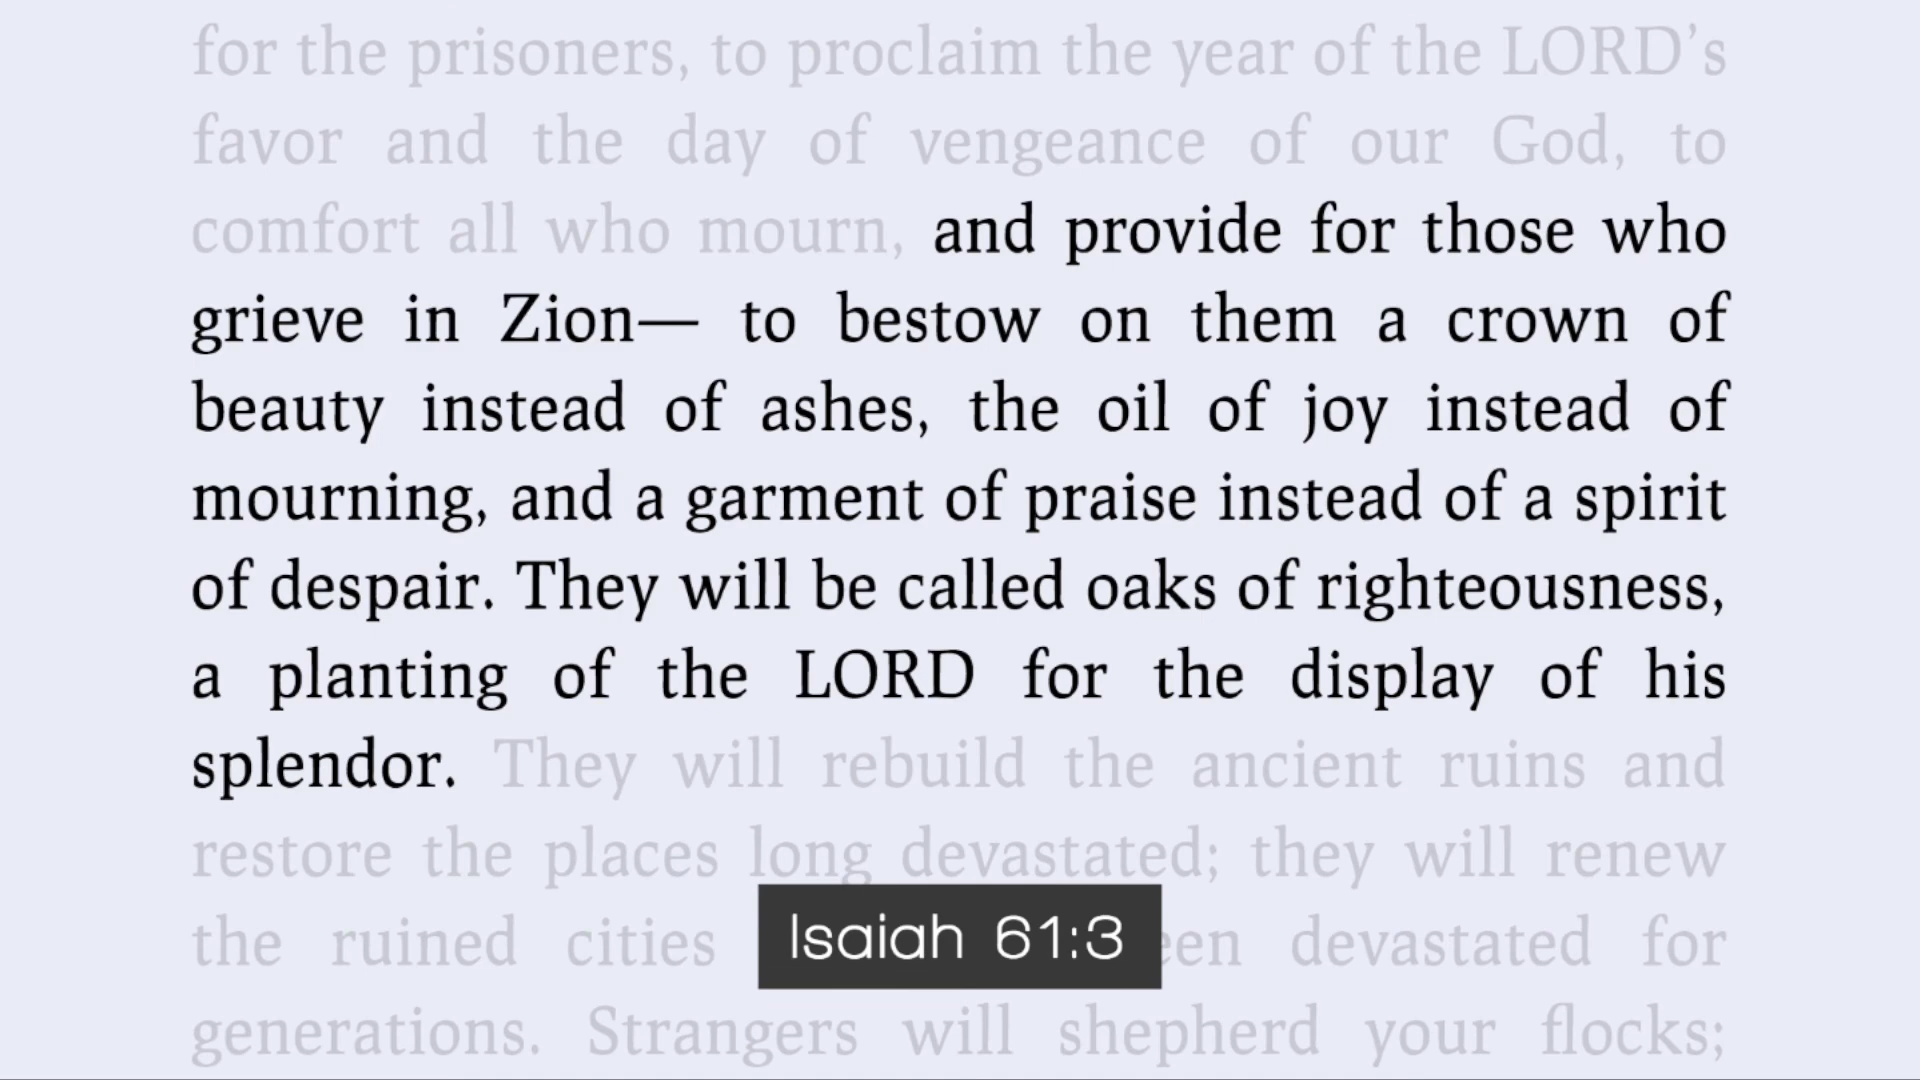 for the prisoners, to proclaim the year of the LORD’s
favor and the day of vengeance of our God, to
comfort all who mourn, and provide for those who
grieve in Zion— to bestow on them a crown of
beauty instead of ashes, the oil of joy instead of
mourning, and a garment of praise instead of a spirit
of despair. They will be called oaks of righteousness,
a planting of the LORD for the display of his
splendor. They will rebuild the ancient ruins and
restore the places long devastated; they will renew
the ruined cities devastated for
Isaiah 61:3
generations. Strangers will shepherd your flocks;